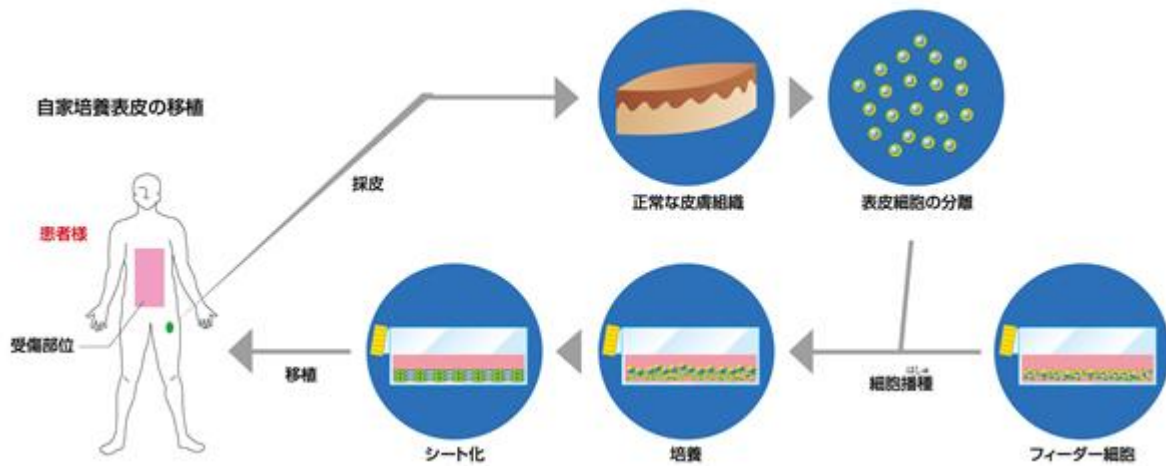 自家培養表皮の移植
患者様
受傷部位
採皮
正常な皮膚組織
表皮細胞の分離
はしゅ
細胞播種
フィーダー細胞
培養
シート化
移植